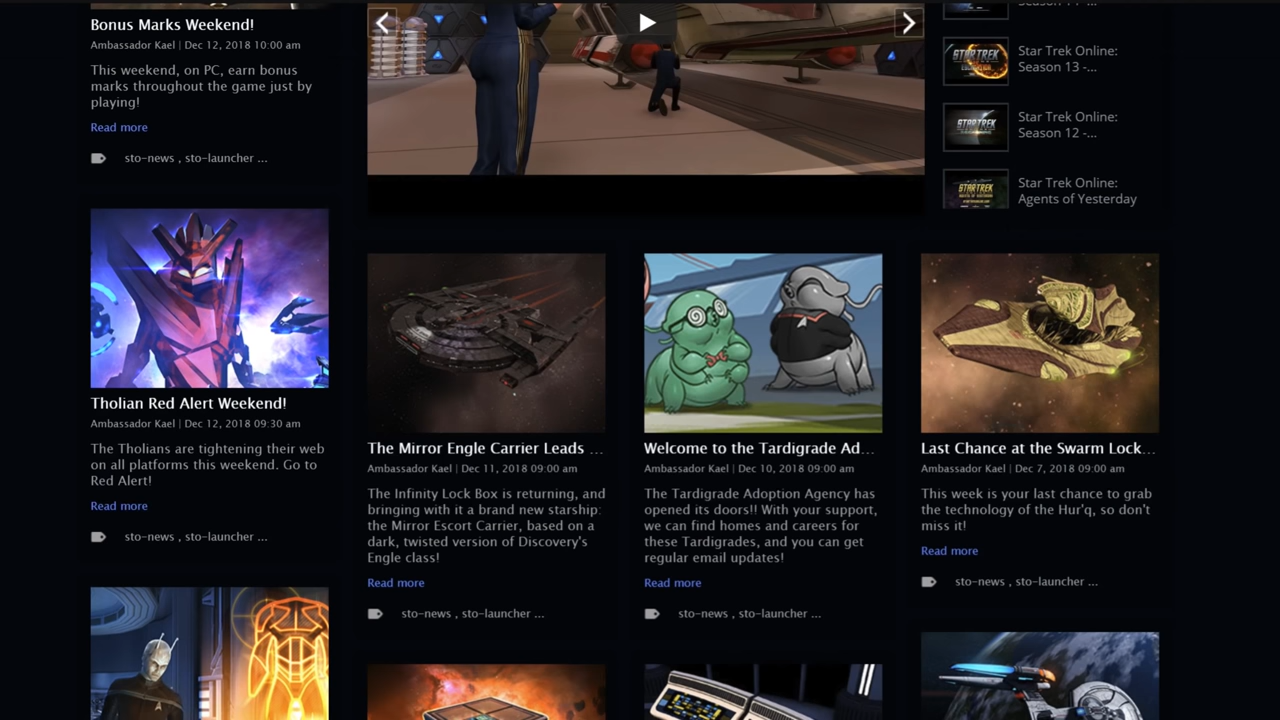 Bonus Marks Weekend!
Ambassador Kael | Dec 12, 2018 10:00 am
This weekend, on PC, earn bonus
marks throughout the game just by
playing!
Read more
sto-news , sto-launcher ...
Tholian Red Alert Weekend!
Ambassador Kael | Dec 12, 2018 09:30 am
The Tholians are tightening their web
on all platforms this weekend. Go to
Red Alert!
Read more
sto-news , sto-launcher ...
STAR TREK
Star Trek Online:
Season 13 -...
STAR TREK
Star Trek Online:
Season 12 -...
STAR TREK
Star Trek Online:
Agents of Yesterday
The Mirror Engle Carrier Leads ...
Ambassador Kael | Dec 11, 2018 09:00 am
The Infinity Lock Box is returning, and
bringing with it a brand new starship:
the Mirror Escort Carrier, based on a
dark, twisted version of Discovery's
Engle class!
Read more
sto-news , sto-launcher ...
Welcome to the Tardigrade Ad...
Ambassador Kael | Dec 10, 2018 09:00 am
The Tardigrade Adoption Agency has
opened its doors!! With your support,
we can find homes and careers for
these Tardigrades, and you can get
regular email updates!
Read more
sto-news , sto-launcher ...
Last Chance at the Swarm Lock...
Ambassador Kael | Dec 7, 2018 09:00 am
This week is your last chance to grab
the technology of the Hur'q, so don't
miss it!
Read more
sto-news , sto-launcher ...